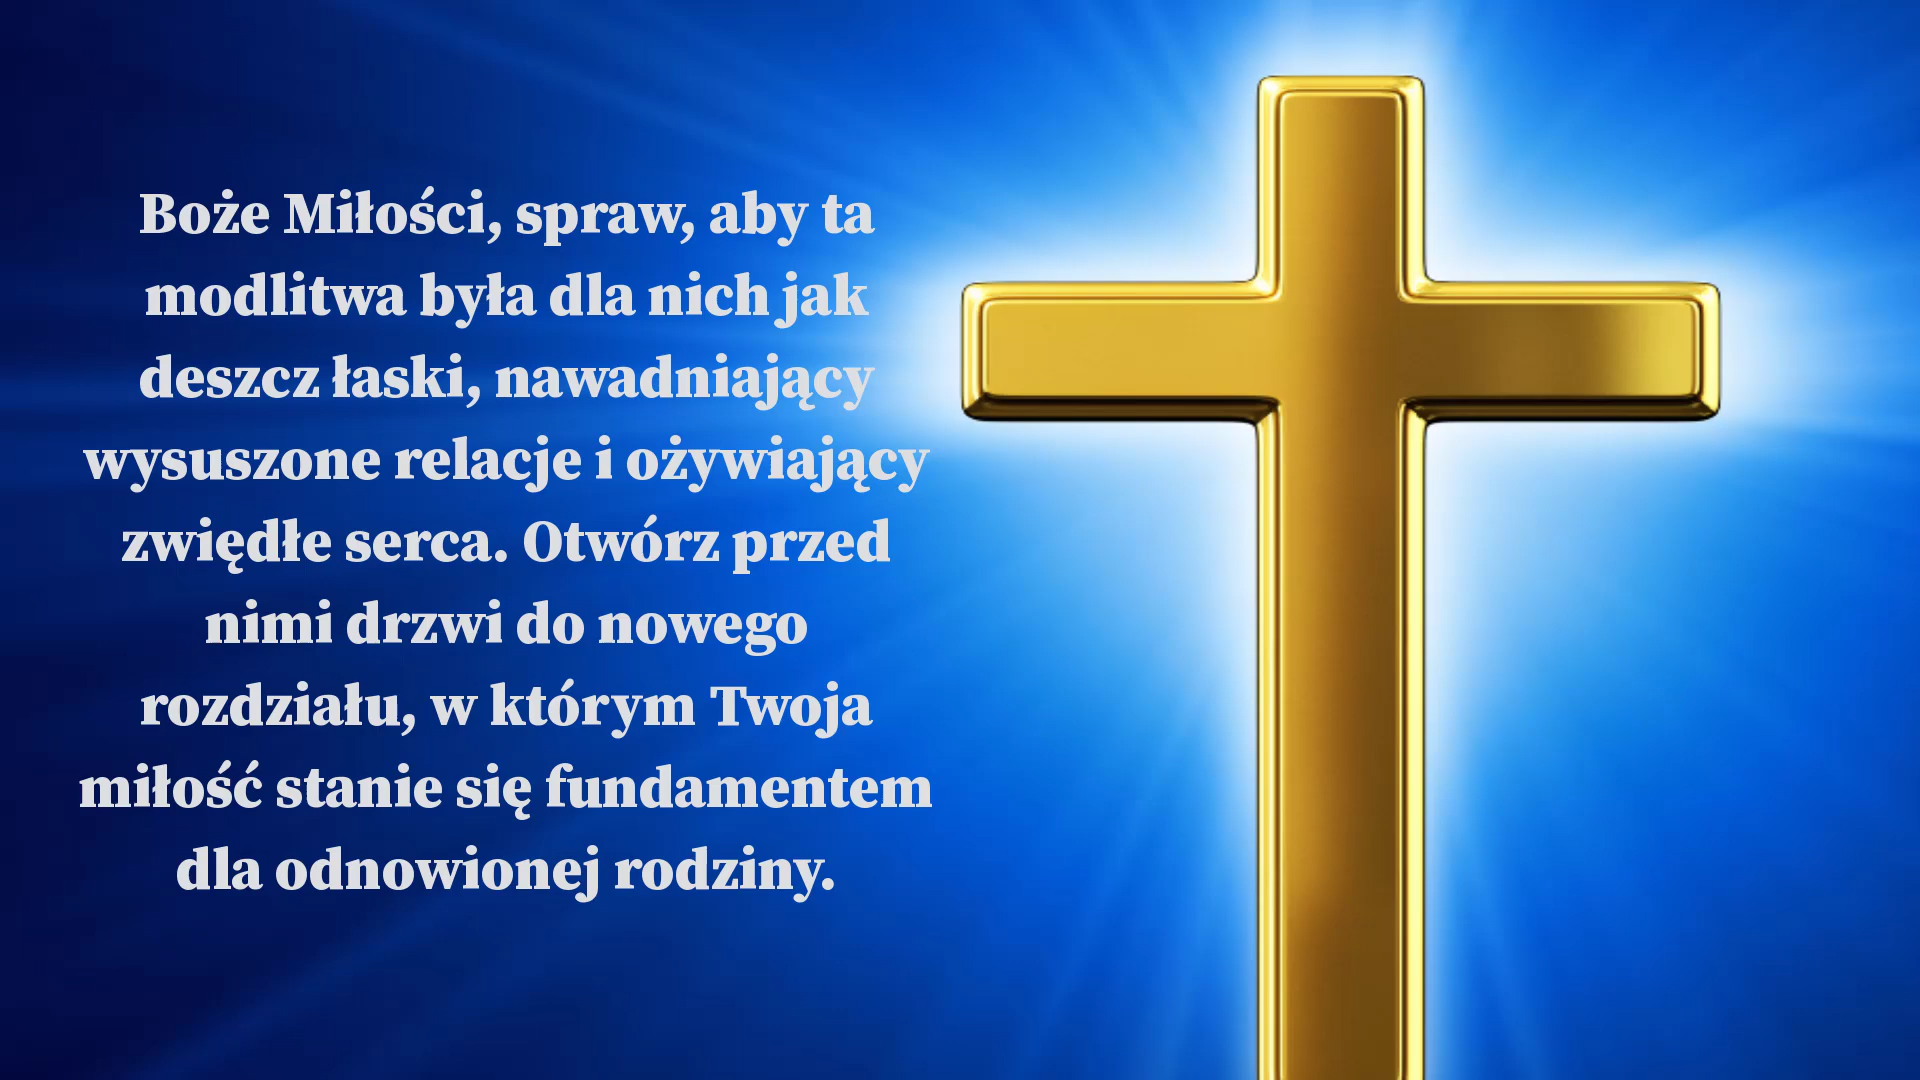 Boże Miłości, spraw, aby ta
modlitwa była dla nich jak
deszcz łaski, nawadniający
wysuszone relacje i ożywiający
zwiędłe serca. Otwórz przed
nimi drzwi do nowego
rozdziału, w którym Twoja
miłość stanie się fundamentem
dla odnowionej rodziny.